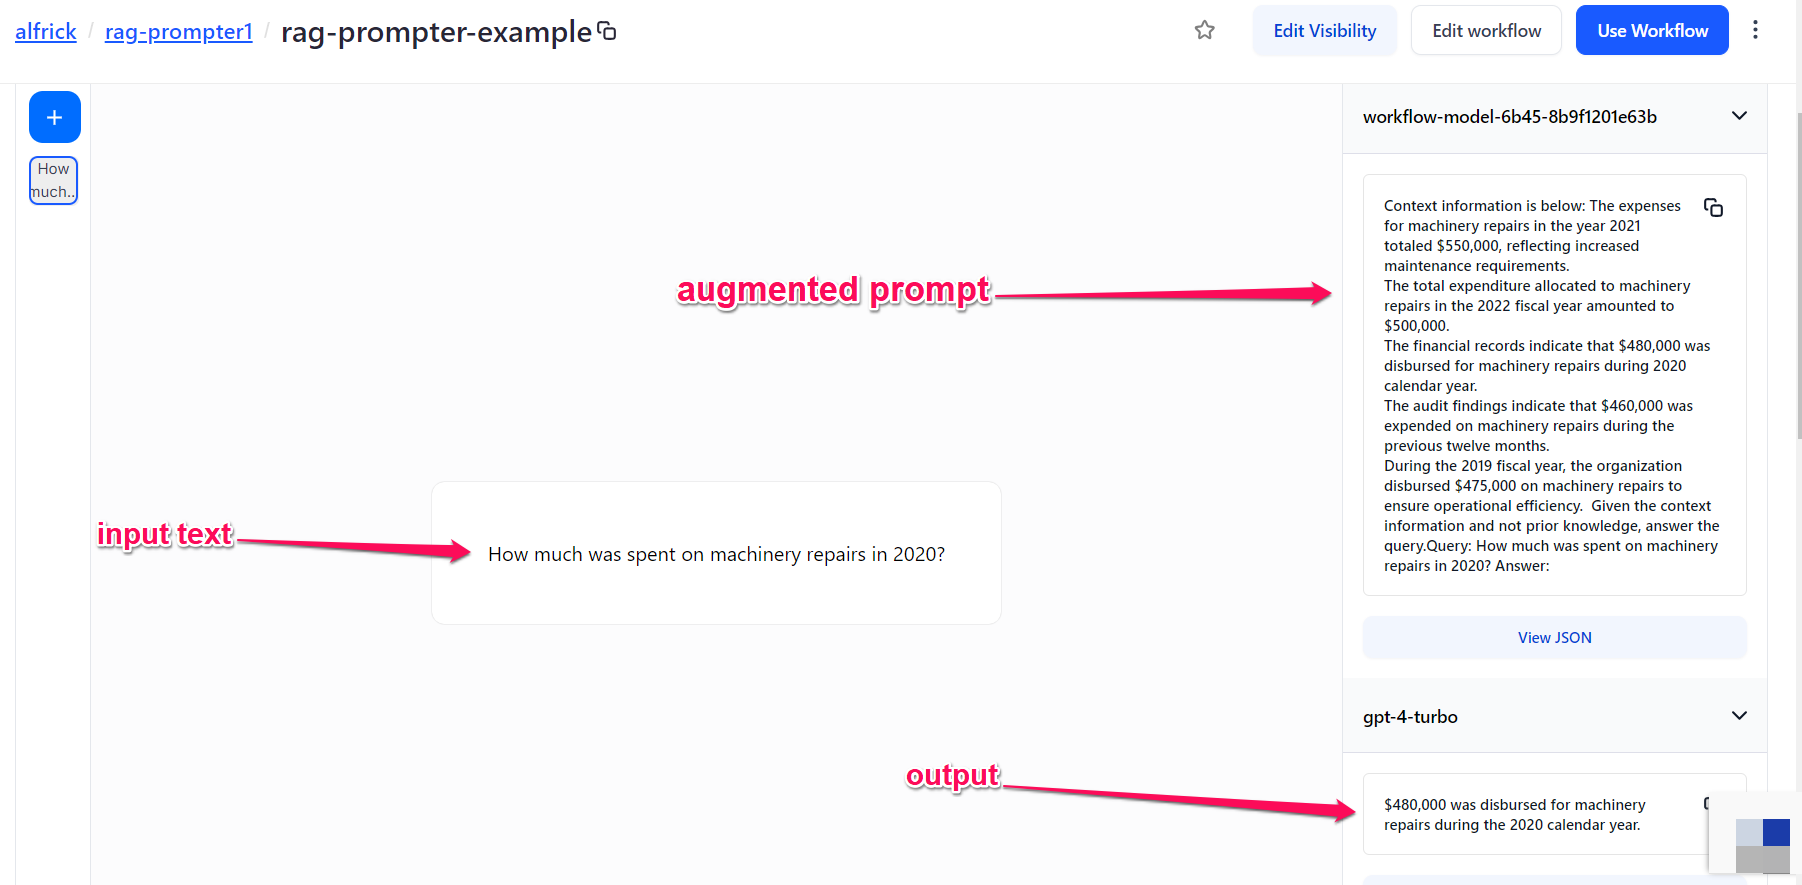 alfrick / rag-prompter1 / rag-prompter-example
Edit Visibility
Edit workflow
Use Workflow
+
How
much..
augmented prompt
input text
How much was spent on machinery repairs in 2020?
output
workflow-model-6b45-8b9f1201e63b
Context information is below: The expenses
for machinery repairs in the year 2021
totaled $550,000, reflecting increased
maintenance requirements.
The total expenditure allocated to machinery
repairs in the 2022 fiscal year amounted to
$500,000.
The financial records indicate that $480,000 was
disbursed for machinery repairs during 2020
calendar year.
The audit findings indicate that $460,000 was
expended on machinery repairs during the
previous twelve months.
During the 2019 fiscal year, the organization
disbursed $475,000 on machinery repairs to
ensure operational efficiency.  Given the context
information and not prior knowledge, answer the
query.Query: How much was spent on machinery
repairs in 2020? Answer:
View JSON
gpt-4-turbo
$480,000 was disbursed for machinery
repairs during the 2020 calendar year.